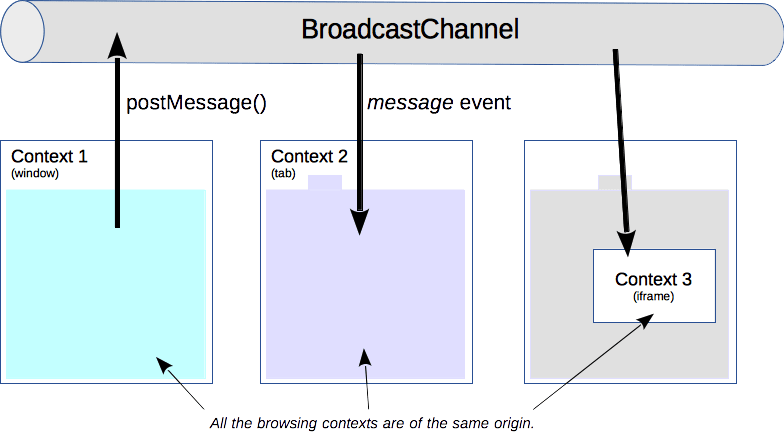 BroadcastChannel
postMessage()
message event
Context 1
(window)
Context 2
(tab)
Context 3
(iframe)
All the browsing contexts are of the same origin.